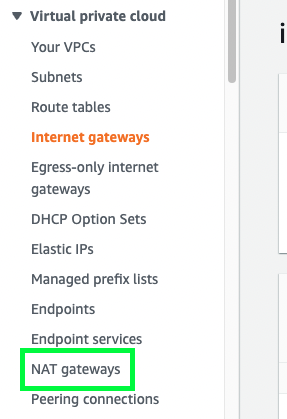 Virtual private cloud
Your VPCs
Subnets
Route tables
Internet gateways
Egress-only internet
gateways
DHCP Option Sets
Elastic IPs
Managed prefix lists
Endpoints
Endpoint services
NAT gateways
Peering connections